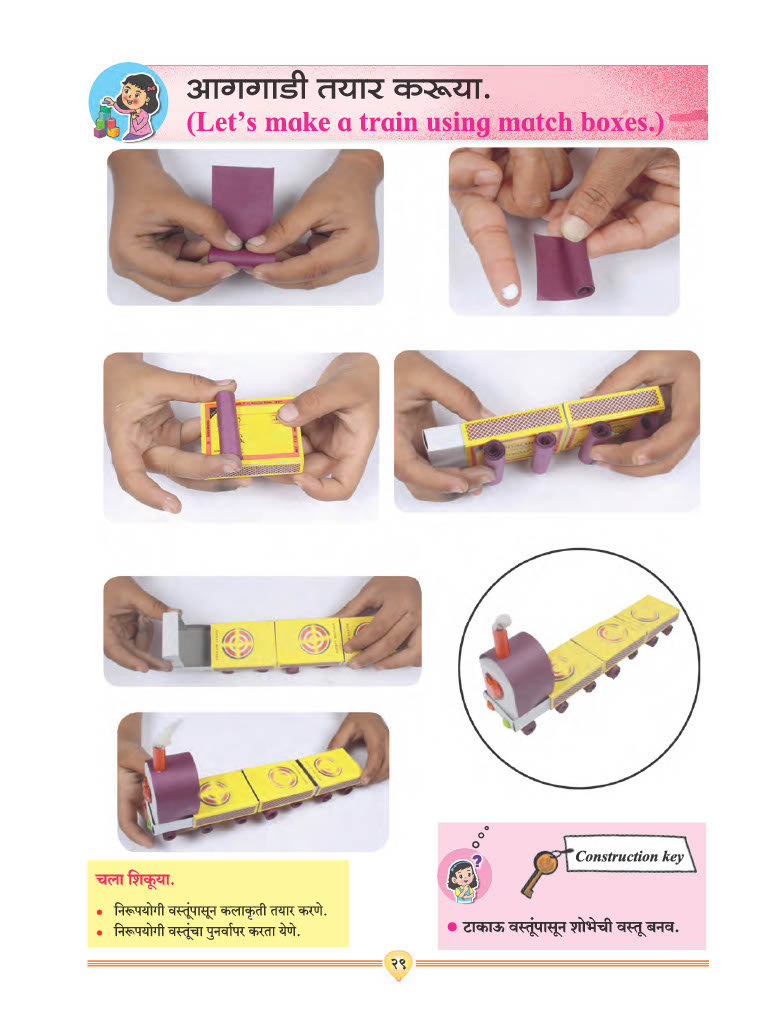 आगगाडी तयार करूया.
(Let's make a train using match boxes.)
चला शिकूया.
• निरूपयोगी वस्तूंपासून कलाकृती तयार करणे.
• निरूपयोगी वस्तूंचा पुनर्वापर करता येणे.
Construction key
• टाकाऊ वस्तूंपासून शोभेची वस्तू बनव.
२९